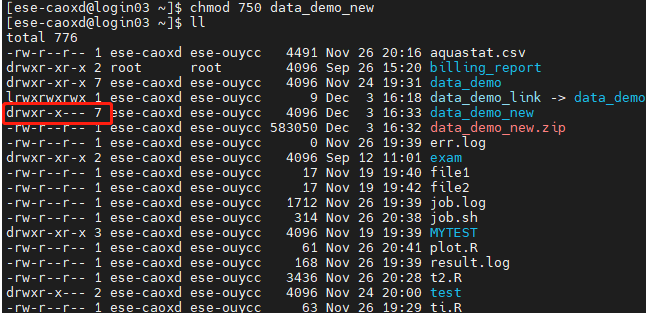 [ese-caoxd@login03 ~]$ chmod 750 data_demo_new
[ese-caoxd@login03 ~]$ ll
total 776
-rw-r--r-- 1 ese-caoxd ese-ouycc   4491 Nov 26 20:16 aquastat.csv
drwxr-xr-x 2 root      root        4096 Sep 26 15:20 billing_report
drwxr-xr-x 7 ese-caoxd ese-ouycc   4096 Nov 24 19:31 data_demo
lrwxrwxrwx 1 ese-caoxd ese-ouycc      9 Dec  3 16:18 data_demo_link -> data_demo
drwxr-x--- 7 ese-caoxd ese-ouycc   4096 Dec  3 16:33 data_demo_new
-rw-r--r-- 1 ese-caoxd ese-ouycc 583050 Dec  3 16:32 data_demo_new.zip
-rw-r--r-- 1 ese-caoxd ese-ouycc      0 Nov 26 19:39 err.log
drwxr-xr-x 2 ese-caoxd ese-ouycc   4096 Sep 12 11:01 exam
-rw-r--r-- 1 ese-caoxd ese-ouycc     17 Nov 19 19:40 file1
-rw-r--r-- 1 ese-caoxd ese-ouycc     17 Nov 19 19:42 file2
-rw-r--r-- 1 ese-caoxd ese-ouycc   1712 Nov 26 19:39 job.log
-rw-r--r-- 1 ese-caoxd ese-ouycc    314 Nov 26 20:38 job.sh
drwxr-xr-x 3 ese-caoxd ese-ouycc   4096 Nov 19 19:39 MYTEST
-rw-r--r-- 1 ese-caoxd ese-ouycc     61 Nov 26 20:41 plot.R
-rw-r--r-- 1 ese-caoxd ese-ouycc    168 Nov 26 19:39 result.log
-rw-r--r-- 1 ese-caoxd ese-ouycc   3436 Nov 26 20:28 t2.R
drwxr-x--- 2 ese-caoxd ese-ouycc   4096 Nov 24 20:00 test
-rw-r--r-- 1 ese-caoxd ese-ouycc     63 Nov 26 19:29 ti.R